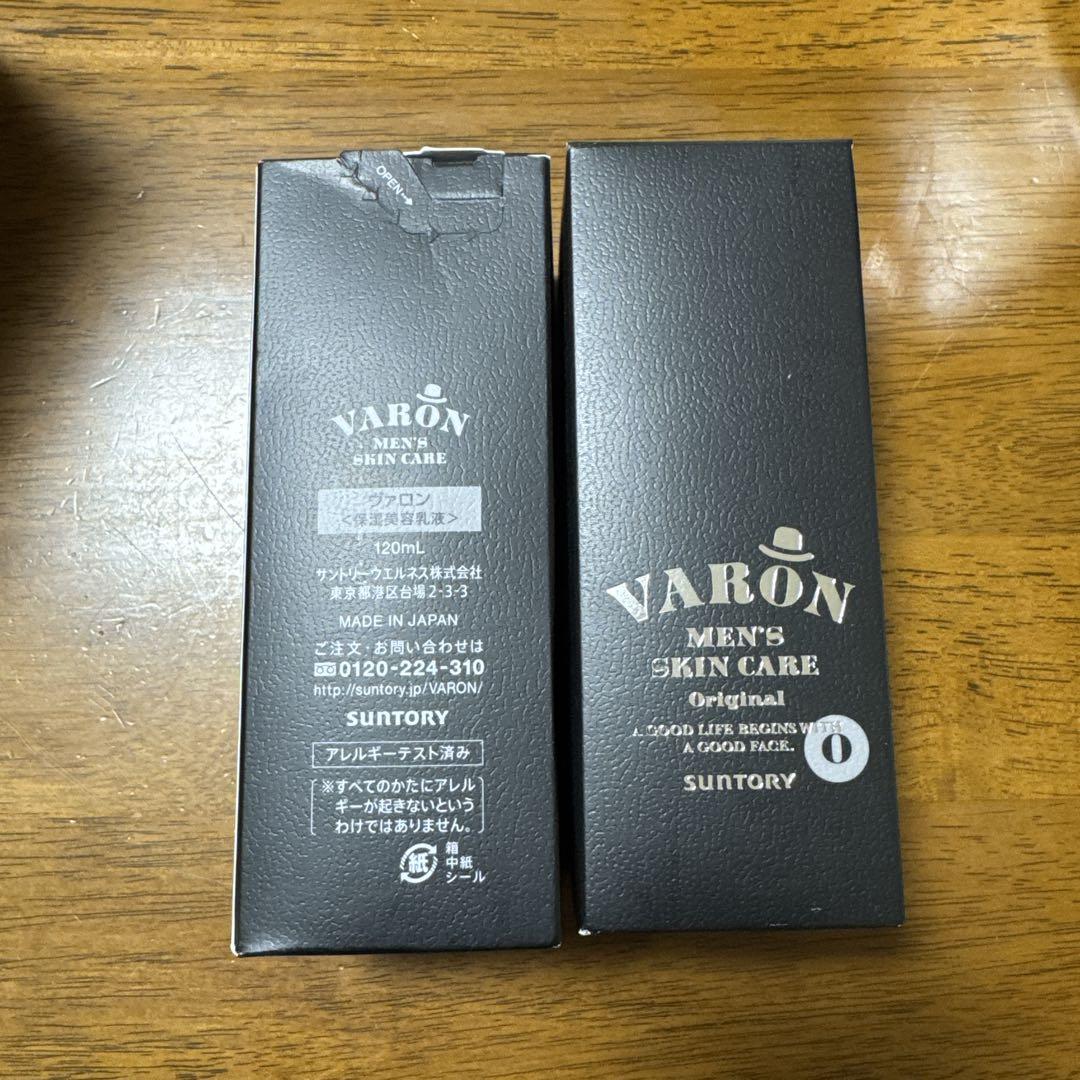 OPEN→
VARON
MEN'S
SKIN CARE
ヴァロン
<保湿美容乳液>
120mL
サントリーウエルネス株式会社
東京都港区台場2-3-3
MADE IN JAPAN
ご注文・お問い合わせは
0120-224-310
http://suntory.jp/VARON/
SUNTORY
アレルギーテスト済み
※すべてのかたにアレル
ギーが起きないという
わけではありません。
紙
箱
中紙
シール
VARON
MEN'S
SKIN CARE
Original
A GOOD LIFE BEGINS WITH
A GOOD FACE.
O
SUNTORY